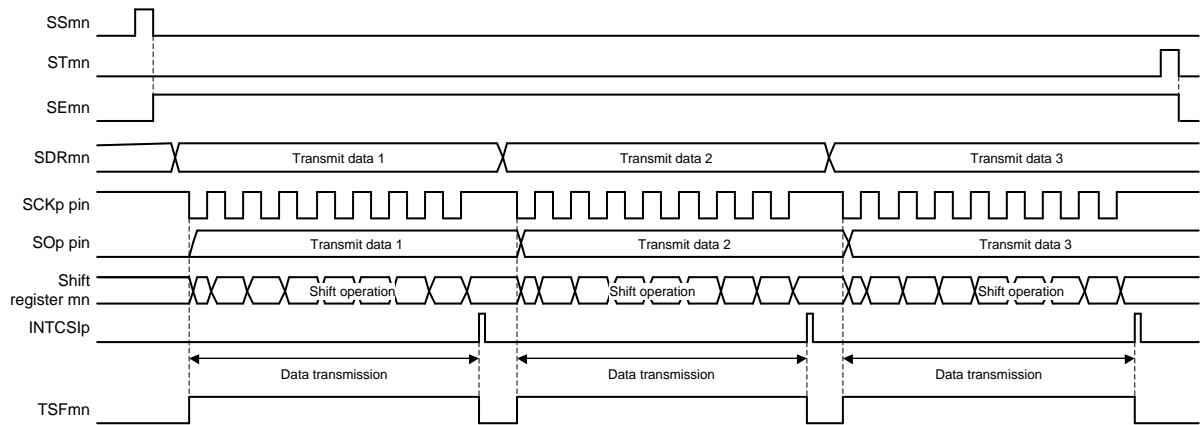 SSmn
STmn
SEmn
SDRmn
Transmit data 1
Transmit data 2
Transmit data 3
SCKp pin
SOp pin
Transmit data 1
Transmit data 2
Transmit data 3
Shift
register mn
Shift operation
Shift operation
Shift operation
INTCSIp
Data transmission
Data transmission
Data transmission
TSFmn